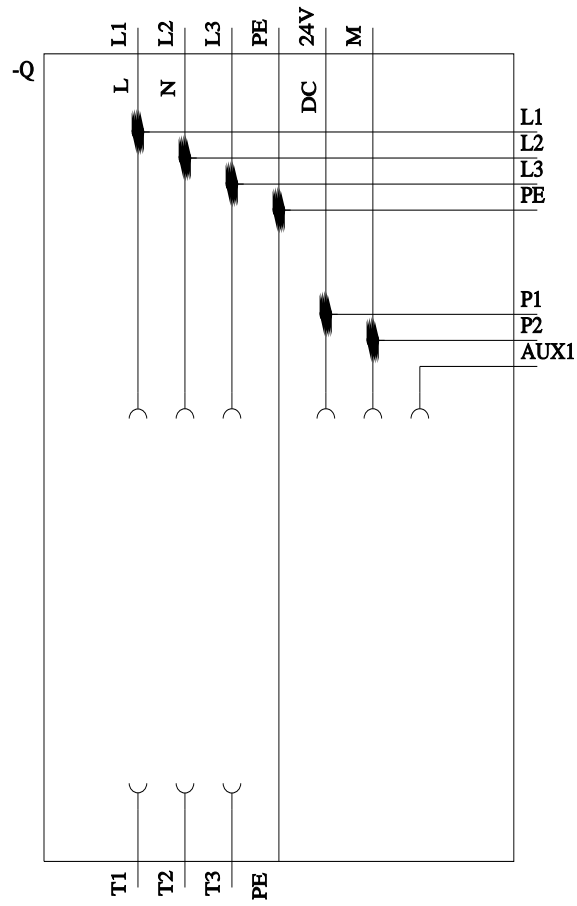 L1 L2 L3 PE 24V M
-Q
L N DC
L1
L2
L3
PE
P1
P2
AUX1
T1 T2 T3 PE